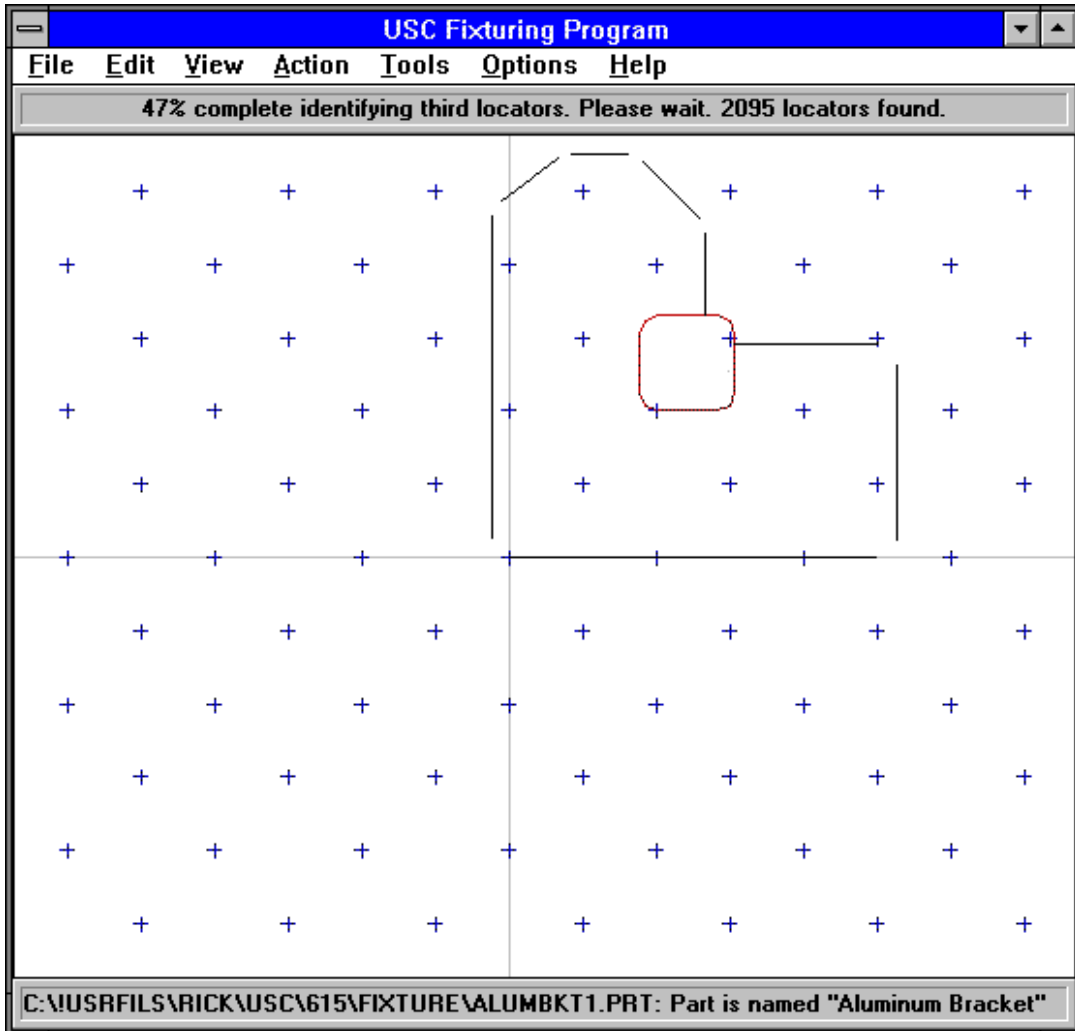 USC Fixturing Program
File Edit View Action Tools Options Help
47% complete identifying third locators. Please wait. 2095 locators found.
C:\!USRFILS\RICK\USC\615\FIXTURE\ALUMBKT1.PRT: Part is named "Aluminum Bracket"